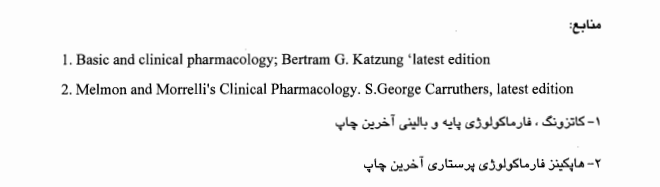 منابع:
1. Basic and clinical pharmacology; Bertram G. Katzung ‘latest edition
2. Melmon and Morrelli's Clinical Pharmacology. S.George Carruthers, latest edition
۱- کاتزونگ ، فارماکولوژی پایه و بالینی آخرین چاپ
۲- هاپکینز فارماکولوژی پرستاری آخرین چاپ